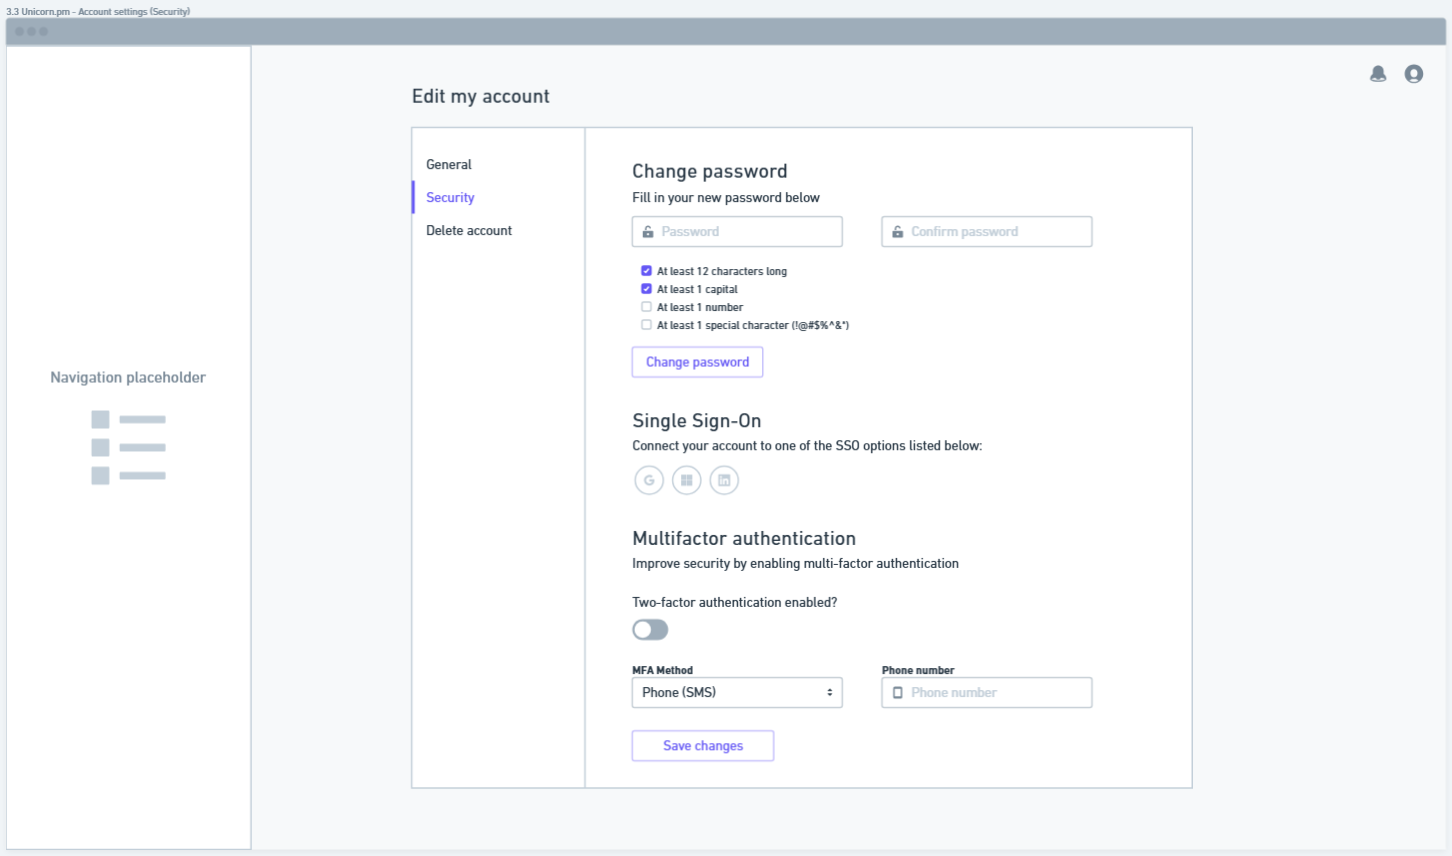 3.3 Unicorn.pm - Account settings (Security)
Edit my account
General
Security
Delete account
Change password
Fill in your new password below
Password
Confirm password
At least 12 characters long
At least 1 capital
At least 1 number
At least 1 special character (!@#$%^&*)
Change password
Navigation placeholder
Single Sign-On
Connect your account to one of the SSO options listed below:
G
in
Multifactor authentication
Improve security by enabling multi-factor authentication
Two-factor authentication enabled?
MFA Method
Phone number
Phone (SMS)
Phone number
Save changes